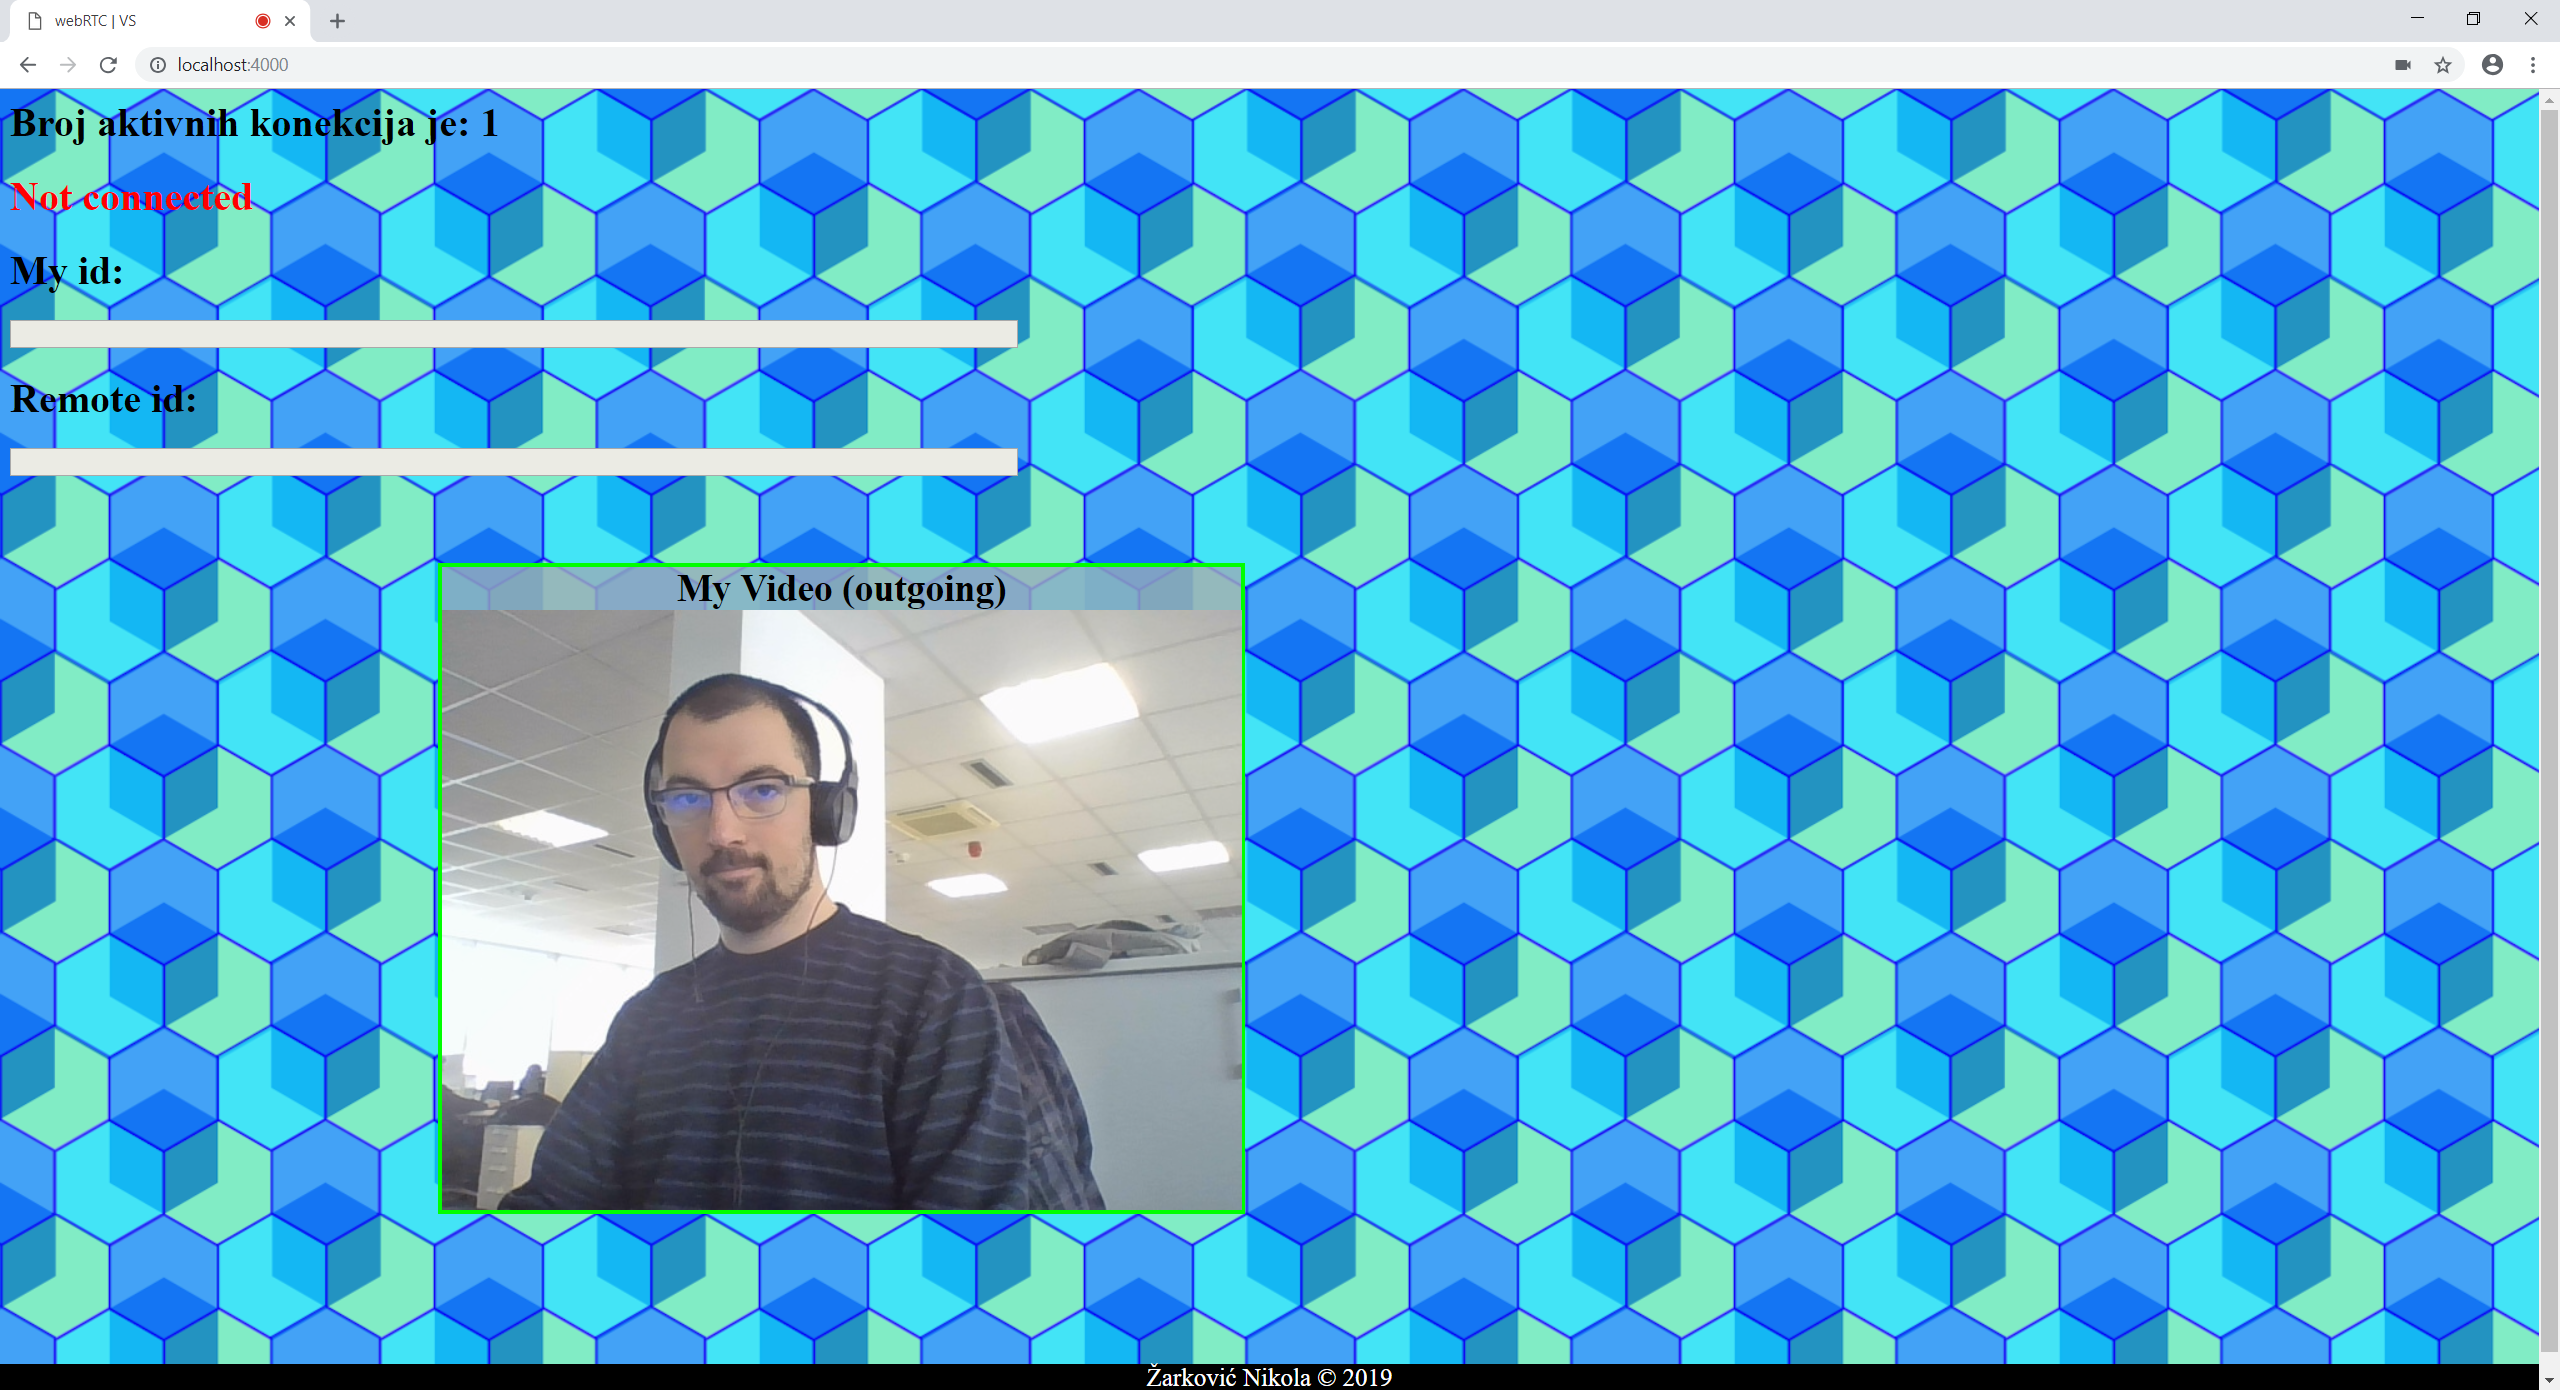 webRTC | VS
localhost:4000
Broj aktivnih konekcija je: 1
Not connected
My id:
Remote id:
My Video (outgoing)
Žarković Nikola © 2019